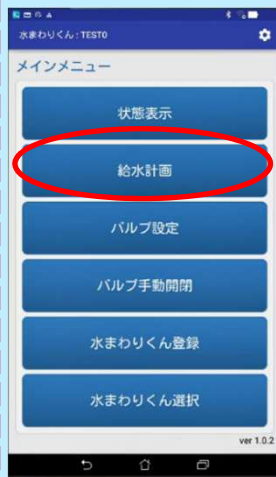 水まわりくん : TEST0
メインメニュー
状態表示
給水計画
バルブ設定
バルブ手動開閉
水まわりくん登録
水まわりくん選択
ver 1.0.2